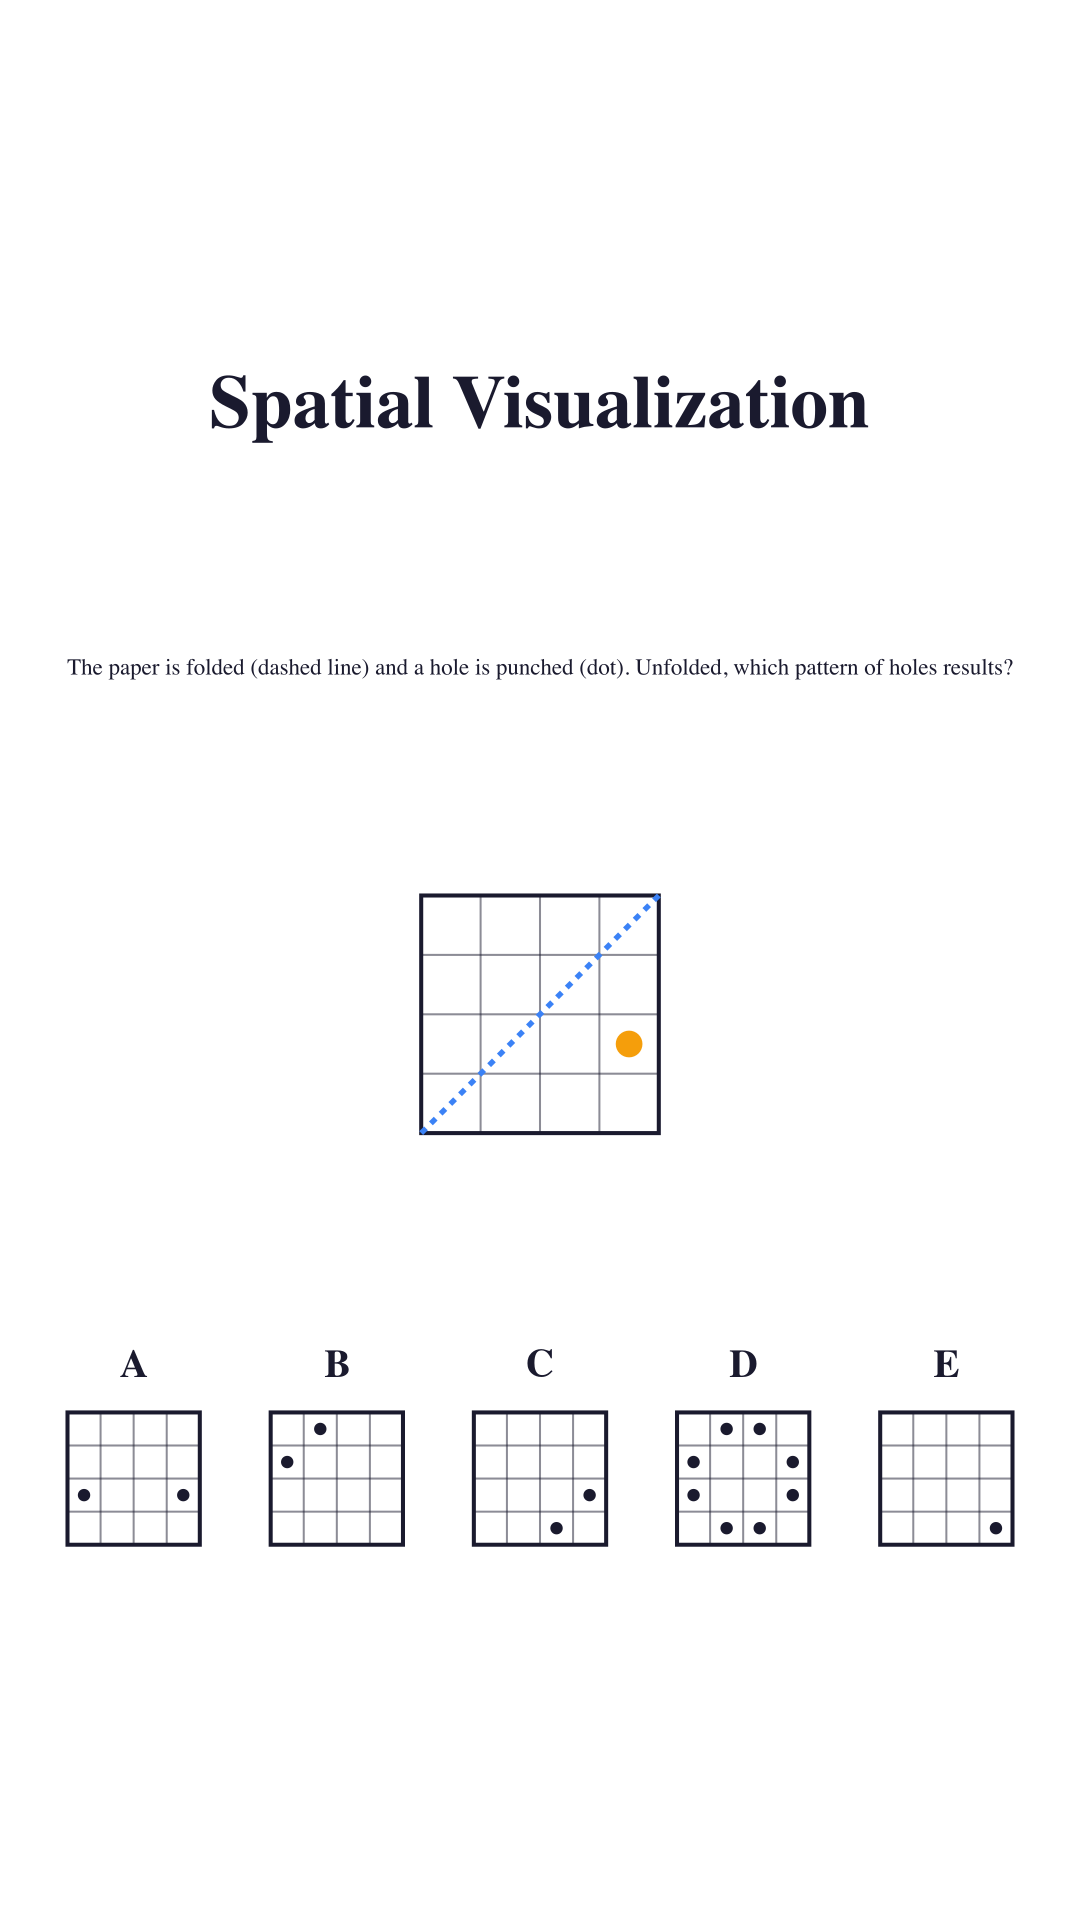 Spatial Visualization
The paper is folded (dashed line) and a hole is punched (dot). Unfolded, which pattern of holes results?
A B C D E